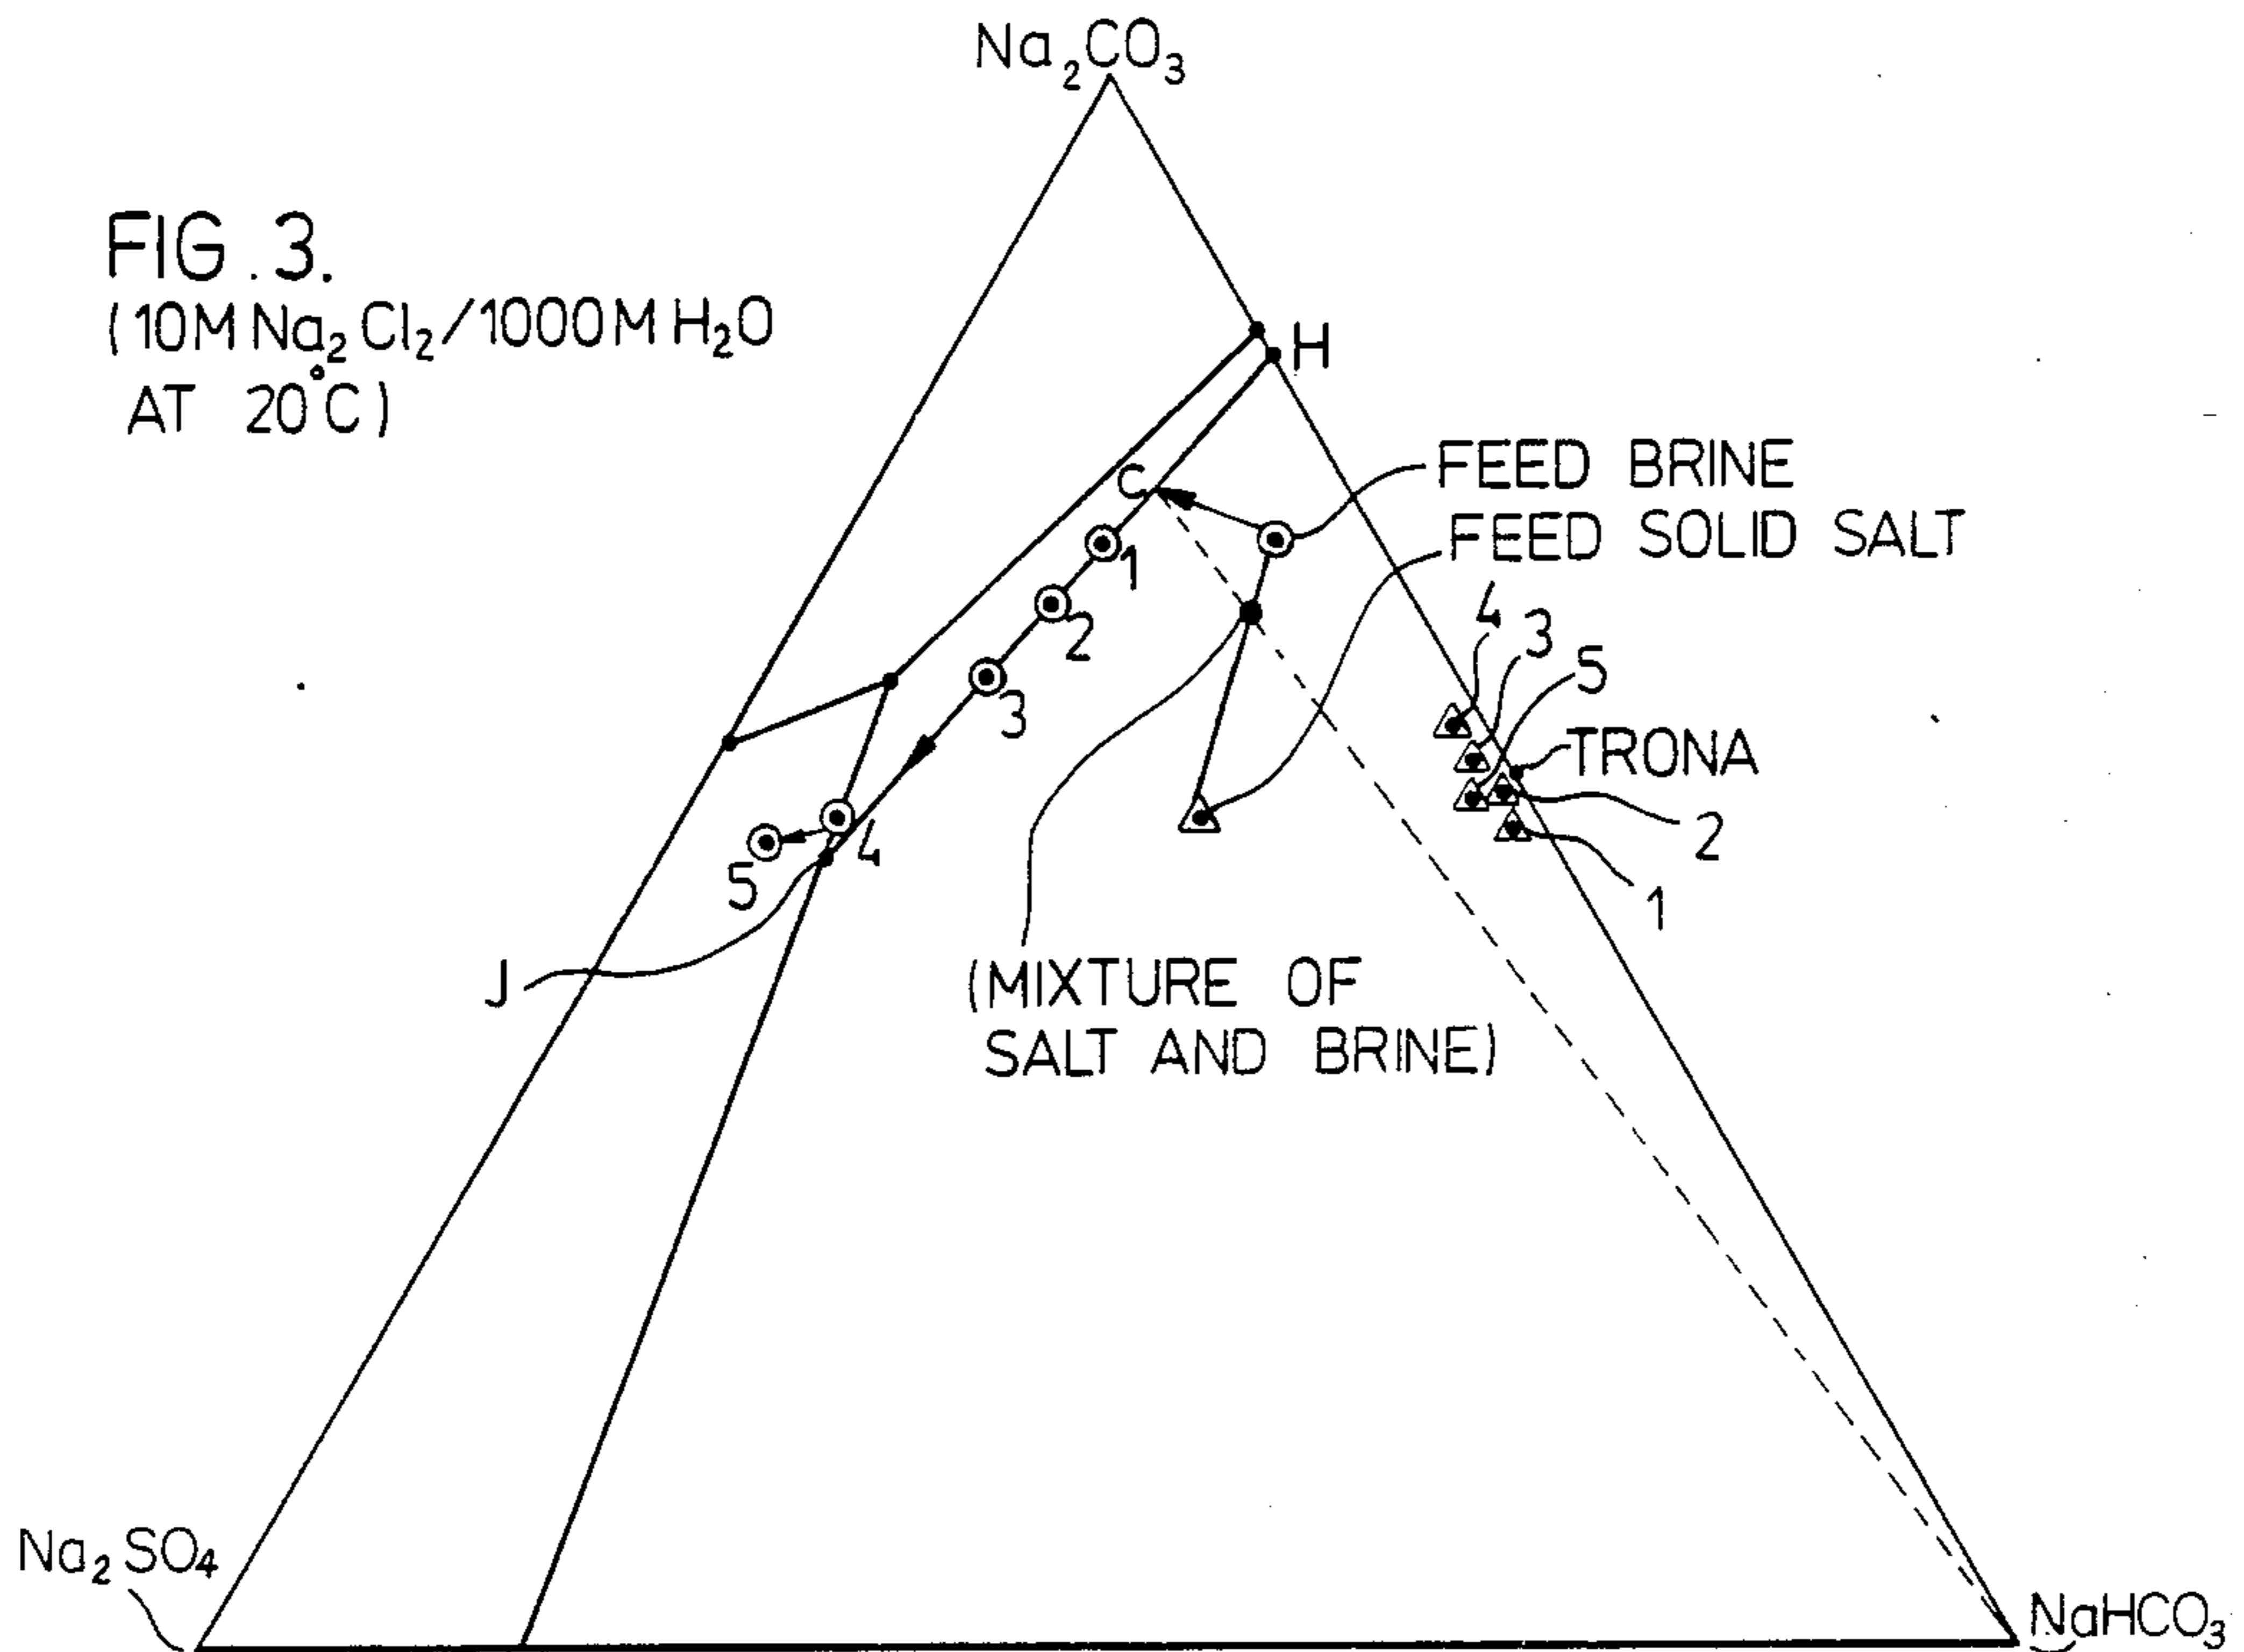 Na₂CO₃
FIG. 3.
(10M Na₂Cl₂/1000M H₂O
AT 20°C)
H
C
FEED BRINE
FEED SOLID SALT
1
2
3
4
3
5
TRONA
2
1
4
5
J
(MIXTURE OF
SALT AND BRINE)
Na₂SO₄
NaHCO₃